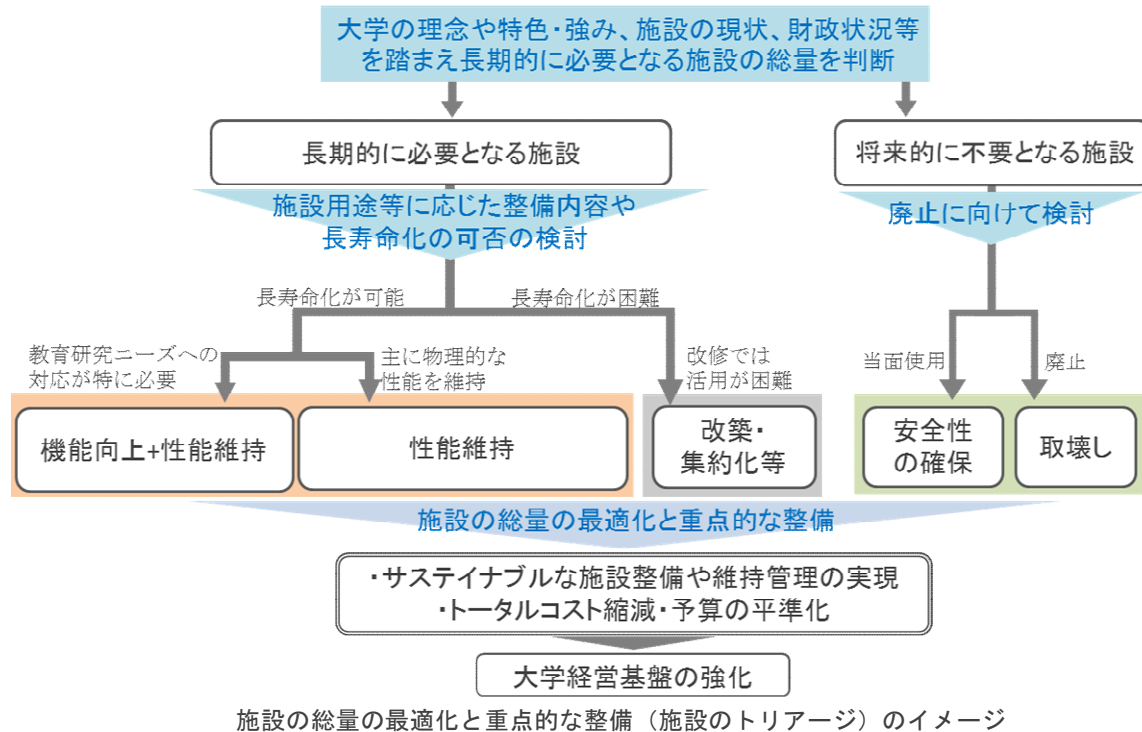 大学の理念や特色・強み、施設の現状、財政状況等
を踏まえ長期的に必要となる施設の総量を判断
長期的に必要となる施設
将来的に不要となる施設
施設用途等に応じた整備内容や
長寿命化の可否の検討
廃止に向けて検討
長寿命化が可能
長寿命化が困難
教育研究ニーズへの
対応が特に必要
主に物理的な
性能を維持
改修では
活用が困難
当面使用
廃止
機能向上+性能維持
性能維持
改築・
集約化等
安全性
の確保
取壊し
施設の総量の最適化と重点的な整備
・サステイナブルな施設整備や維持管理の実現
・トータルコスト縮減・予算の平準化
大学経営基盤の強化
施設の総量の最適化と重点的な整備（施設のトリアージ）のイメージ